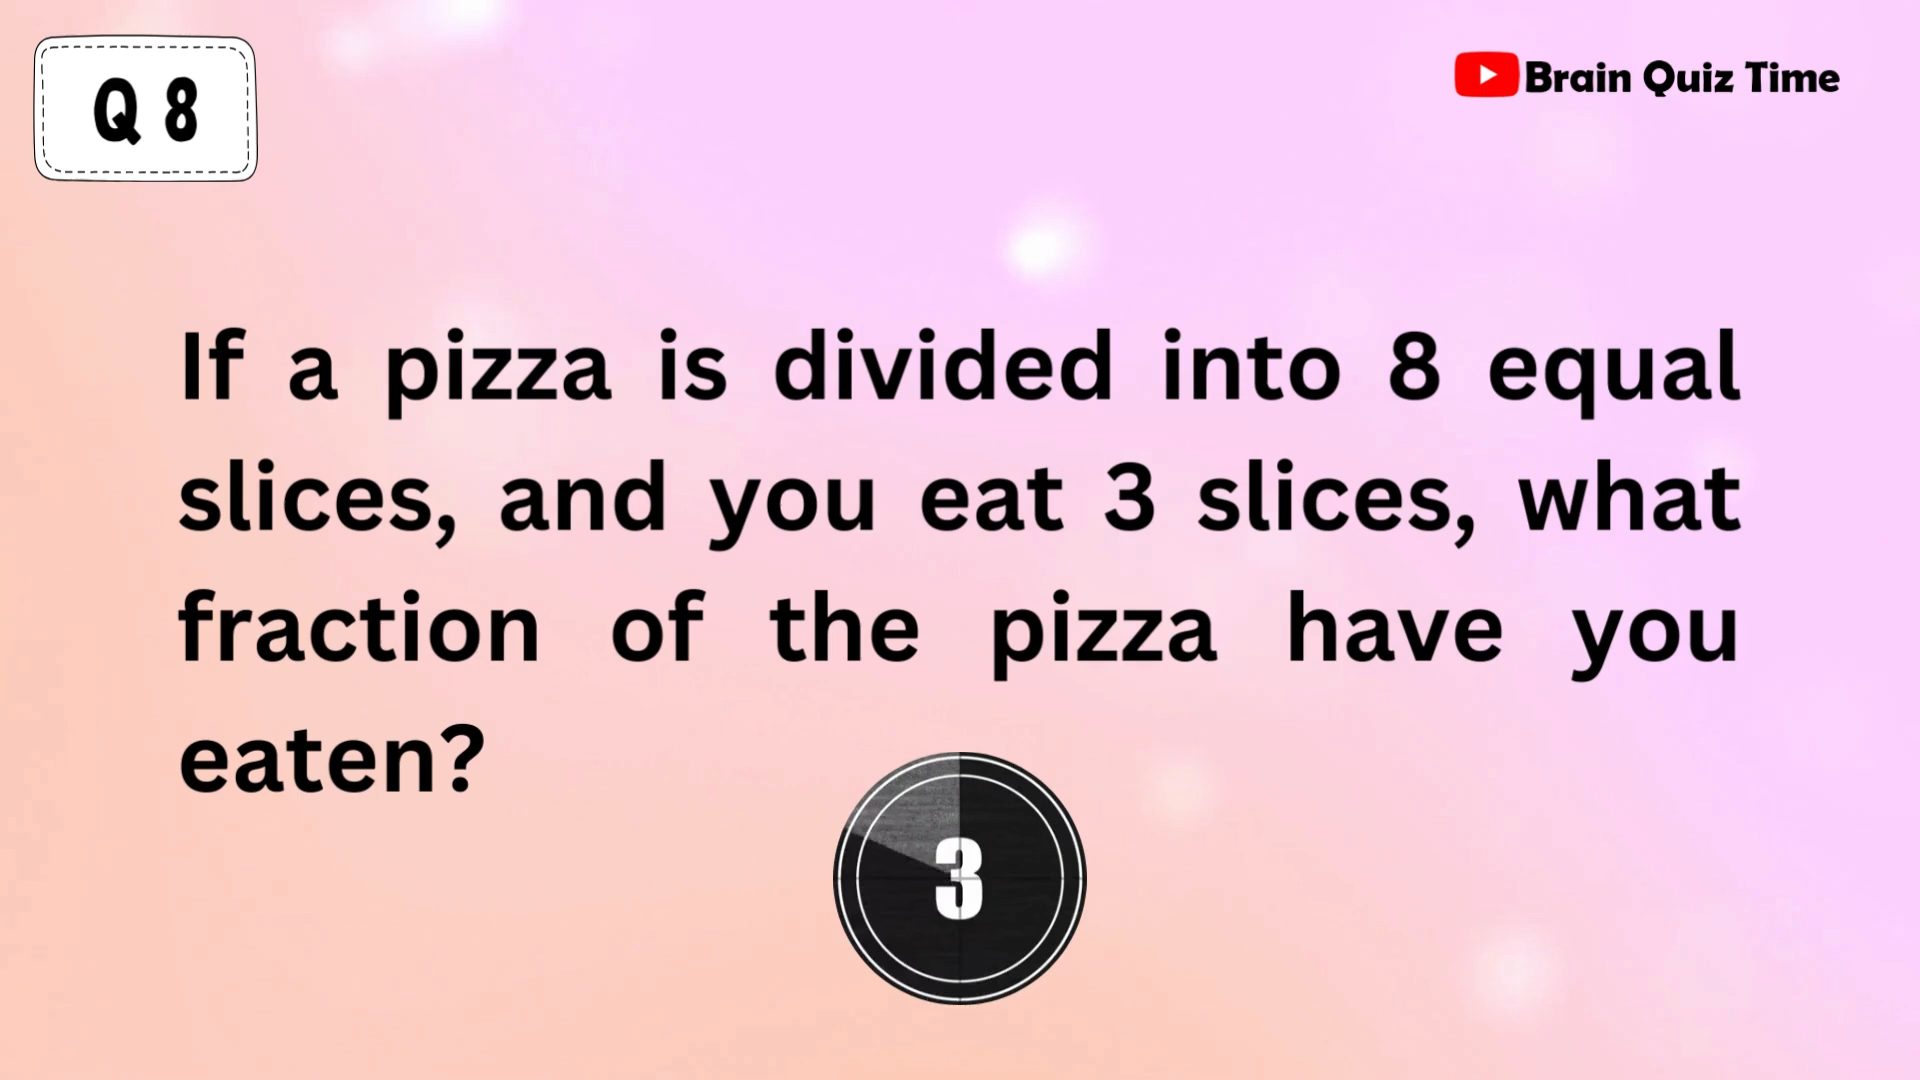 Q 8
Brain Quiz Time
If a pizza is divided into 8 equal
slices, and you eat 3 slices, what
fraction of the pizza have you
eaten?
3